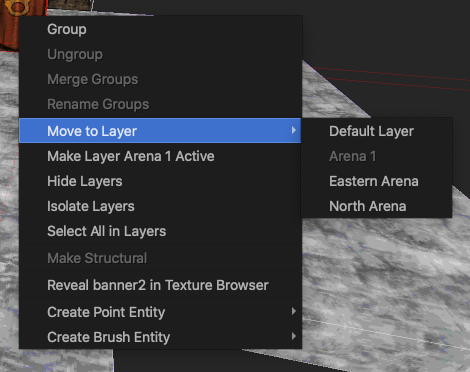 Group
Ungroup
Merge Groups
Rename Groups
Move to Layer
Make Layer Arena 1 Active
Hide Layers
Isolate Layers
Select All in Layers
Make Structural
Reveal banner2 in Texture Browser
Create Point Entity
Create Brush Entity
Default Layer
Arena 1
Eastern Arena
North Arena